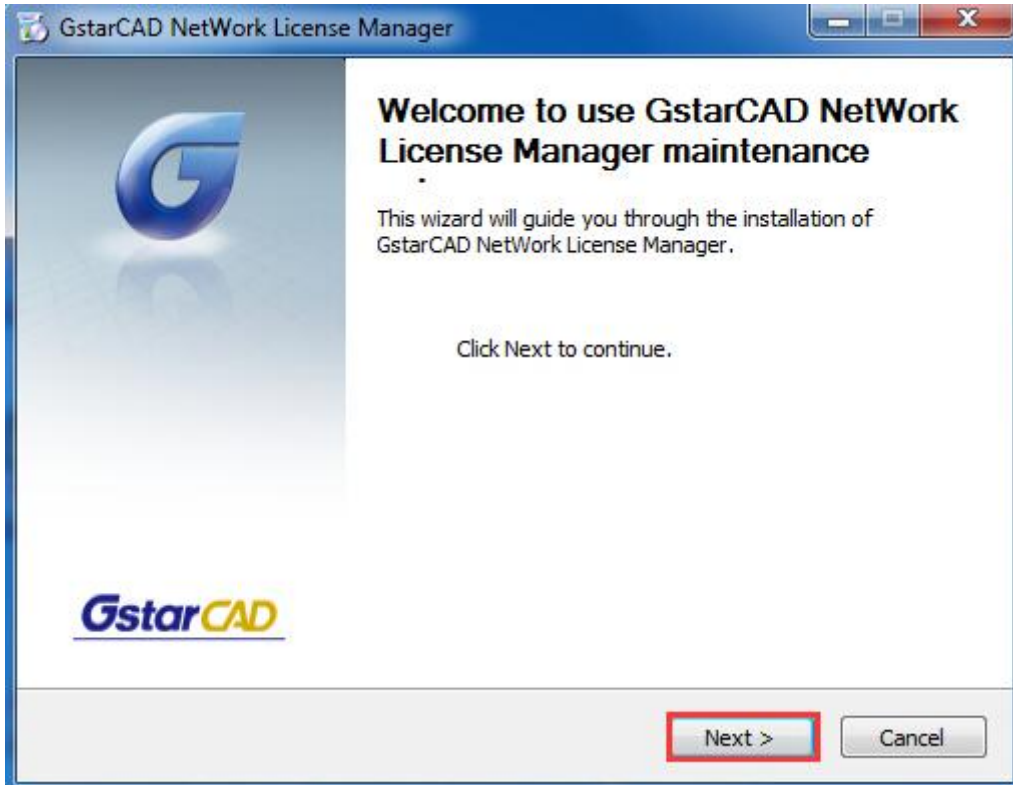 GstarCAD NetWork License Manager
Welcome to use GstarCAD NetWork
License Manager maintenance
This wizard will guide you through the installation of
GstarCAD NetWork License Manager.
Click Next to continue.
GstarCAD
Next >
Cancel